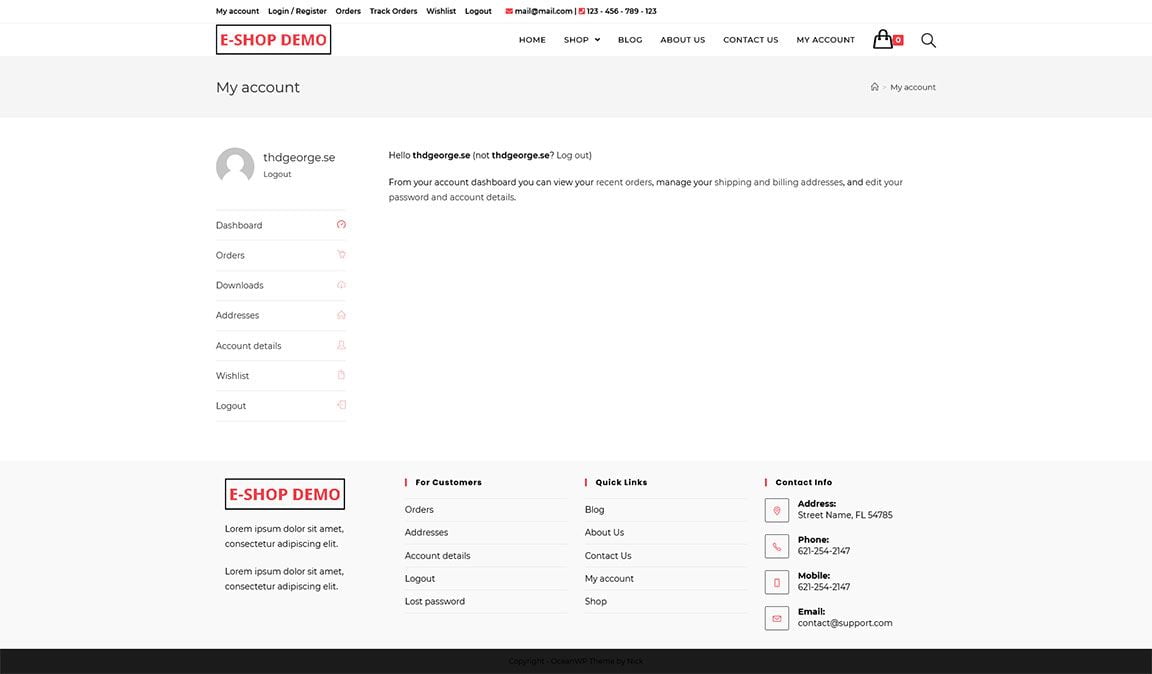 My account Login / Register Orders Track Orders Wishlist Logout mail@mail.com | 123 - 456 - 789 - 123
E-SHOP DEMO
HOME SHOP BLOG ABOUT US CONTACT US MY ACCOUNT 0
My account
> My account
thdgeorge.se
Logout
Dashboard
Orders
Downloads
Addresses
Account details
Wishlist
Logout
Hello thdgeorge.se (not thdgeorge.se? Log out)
From your account dashboard you can view your recent orders, manage your shipping and billing addresses, and edit your
password and account details.
E-SHOP DEMO
Lorem ipsum dolor sit amet,
consectetur adipiscing elit.
Lorem ipsum dolor sit amet,
consectetur adipiscing elit.
For Customers
Orders
Addresses
Account details
Logout
Lost password
Quick Links
Blog
About Us
Contact Us
My account
Shop
Contact Info
Address:
Street Name, FL 54785
Phone:
621-254-2147
Mobile:
621-254-2147
Email:
contact@support.com
Copyright - OceanWP Theme by Nick